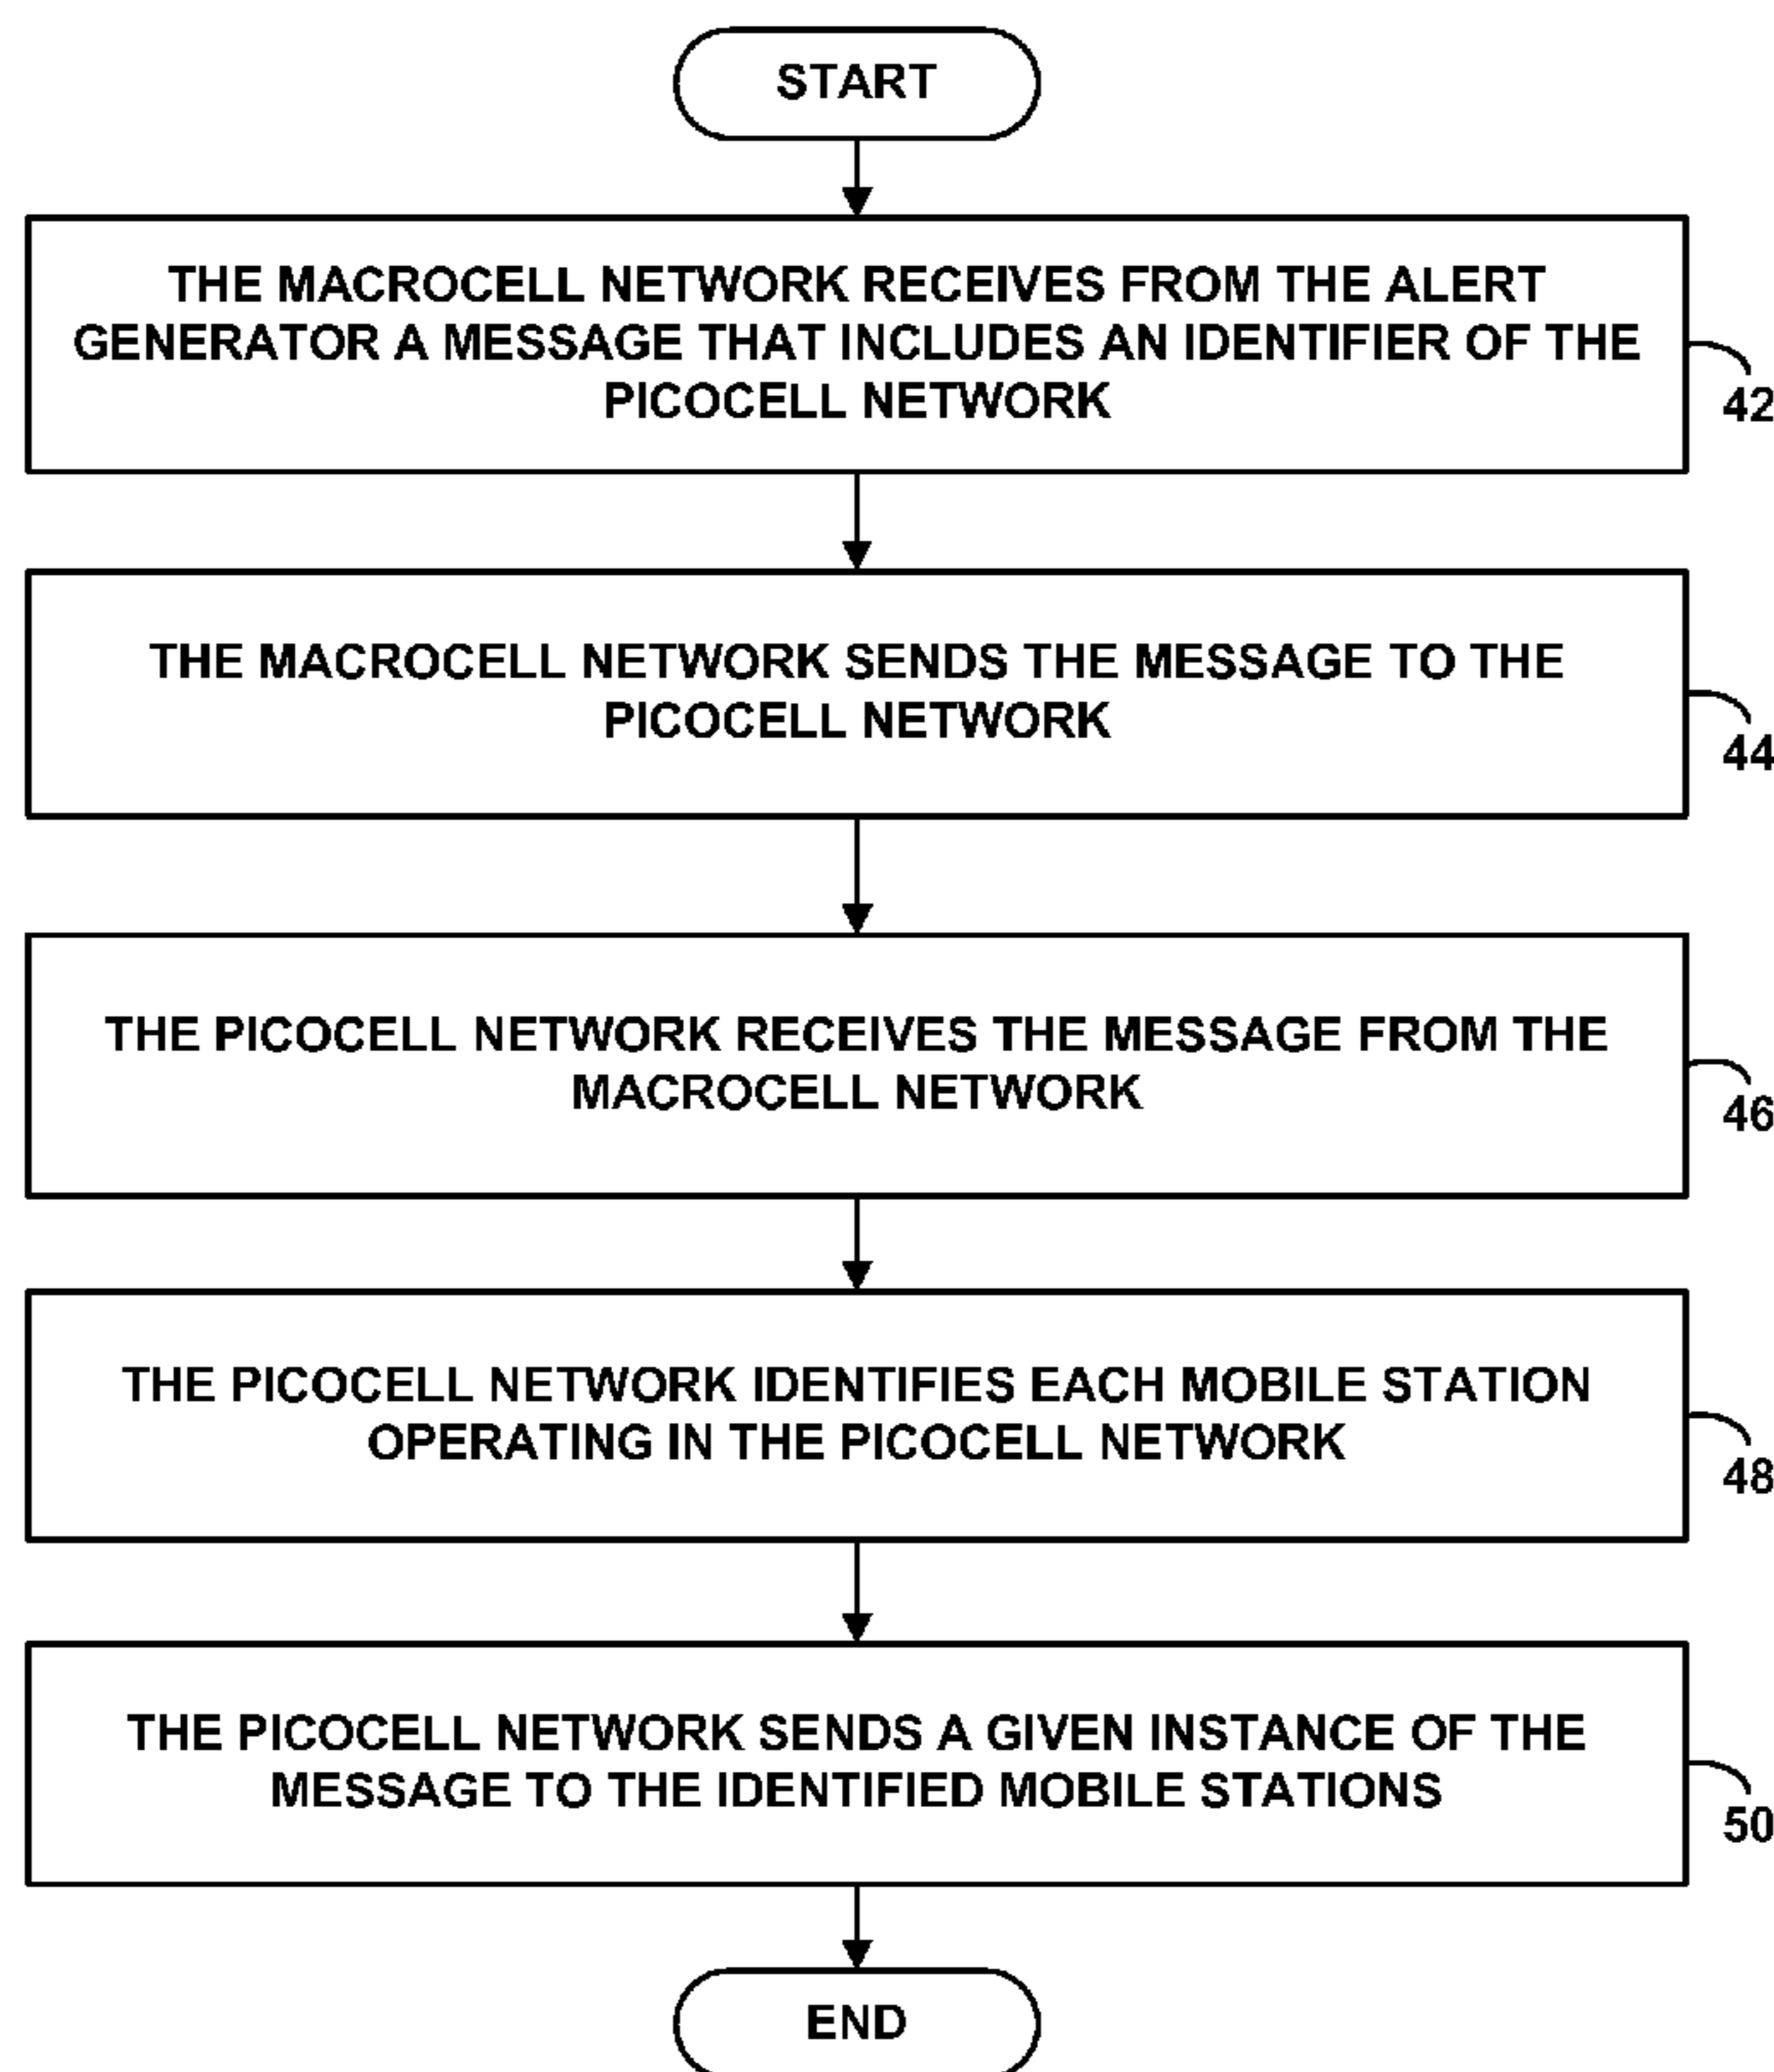 START
THE MACROCELL NETWORK RECEIVES FROM THE ALERT
GENERATOR A MESSAGE THAT INCLUDES AN IDENTIFIER OF THE
PICOCELL NETWORK
42
THE MACROCELL NETWORK SENDS THE MESSAGE TO THE
PICOCELL NETWORK
44
THE PICOCELL NETWORK RECEIVES THE MESSAGE FROM THE
MACROCELL NETWORK
46
THE PICOCELL NETWORK IDENTIFIES EACH MOBILE STATION
OPERATING IN THE PICOCELL NETWORK
48
THE PICOCELL NETWORK SENDS A GIVEN INSTANCE OF THE
MESSAGE TO THE IDENTIFIED MOBILE STATIONS
50
END